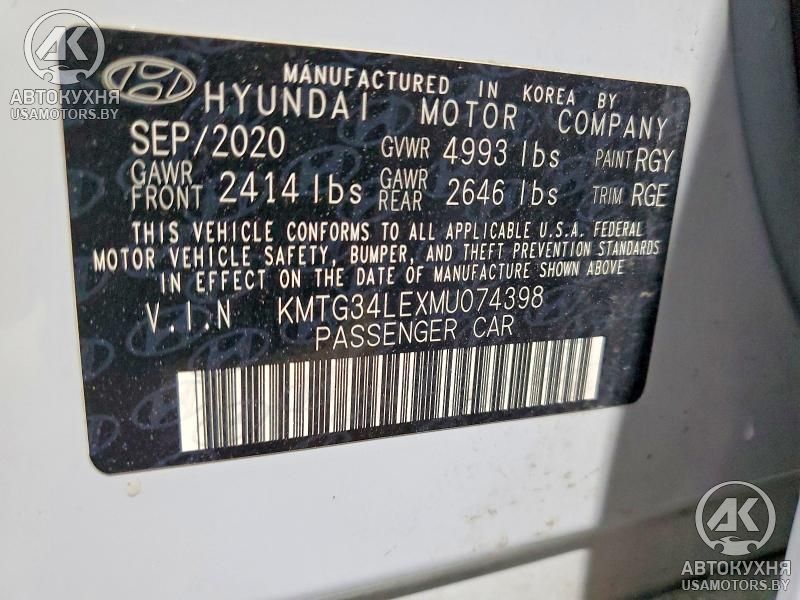 AK
АВТОКУХНЯ
USAMOTORS.BY
MANUFACTURED IN KOREA BY
HYUNDAI MOTOR COMPANY
SEP/2020 GVWR 4993 lbs PAINT RGY
GAWR FRONT 2414 lbs GAWR REAR 2646 lbs TRIM RGE
THIS VEHICLE CONFORMS TO ALL APPLICABLE U.S.A. FEDERAL
MOTOR VEHICLE SAFETY, BUMPER, AND THEFT PREVENTION STANDARDS
IN EFFECT ON THE DATE OF MANUFACTURE SHOWN ABOVE
V.I.N KMTG34LEXMU074398
PASSENGER CAR
AK
АВТОКУХНЯ
USAMOTORS.BY